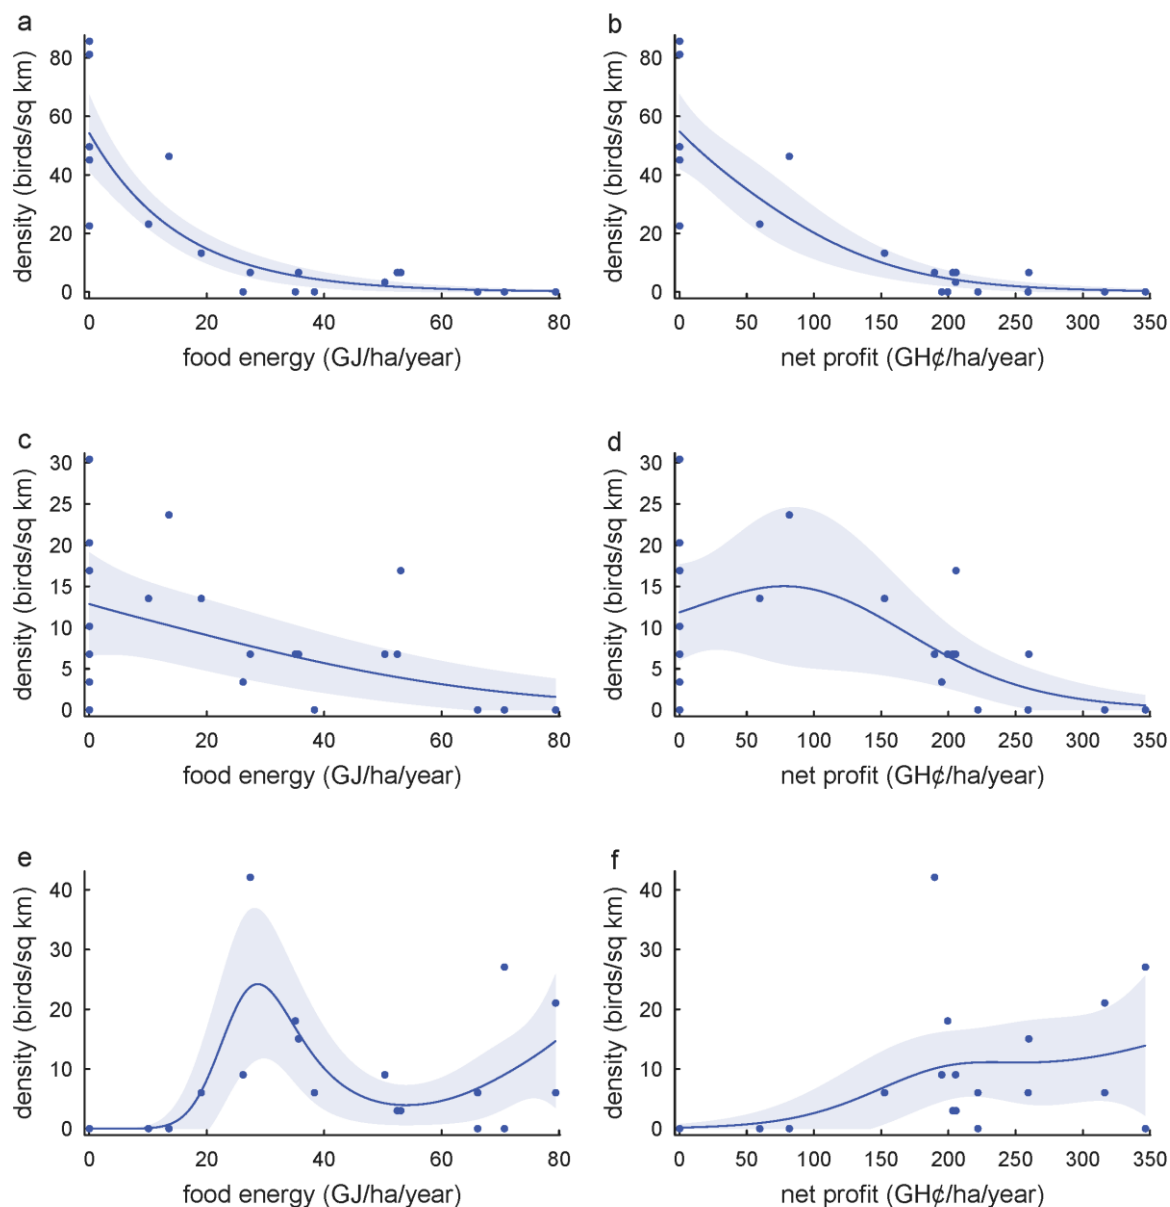 a
density (birds/sq km)
80
60
40
20
0
0 20 40 60 80
food energy (GJ/ha/year)
b
density (birds/sq km)
80
60
40
20
0
0 50 100 150 200 250 300 350
net profit (GH₵/ha/year)
c
density (birds/sq km)
30
25
20
15
10
5
0
0 20 40 60 80
food energy (GJ/ha/year)
d
density (birds/sq km)
30
25
20
15
10
5
0
0 50 100 150 200 250 300 350
net profit (GH₵/ha/year)
e
density (birds/sq km)
40
30
20
10
0
0 20 40 60 80
food energy (GJ/ha/year)
f
density (birds/sq km)
40
30
20
10
0
0 50 100 150 200 250 300 350
net profit (GH₵/ha/year)